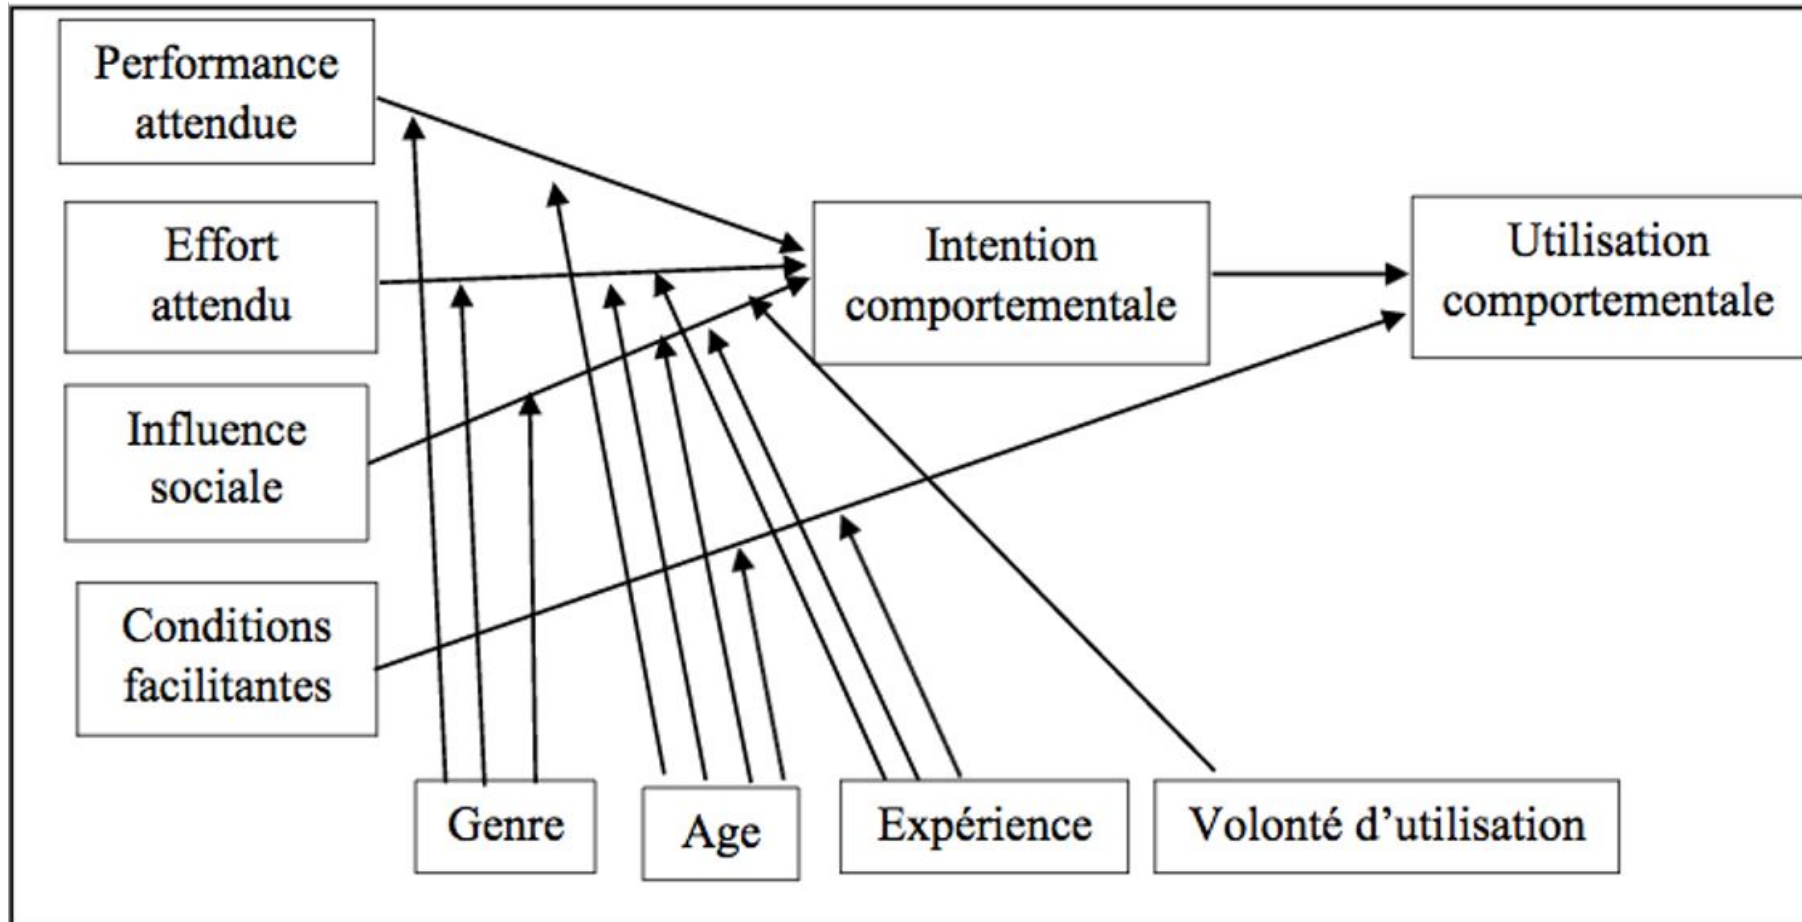 Performance
attendue
Effort
attendu
Influence
sociale
Conditions
facilitantes
Intention
comportementale
Utilisation
comportementale
Genre
Age
Expérience
Volonté d’utilisation